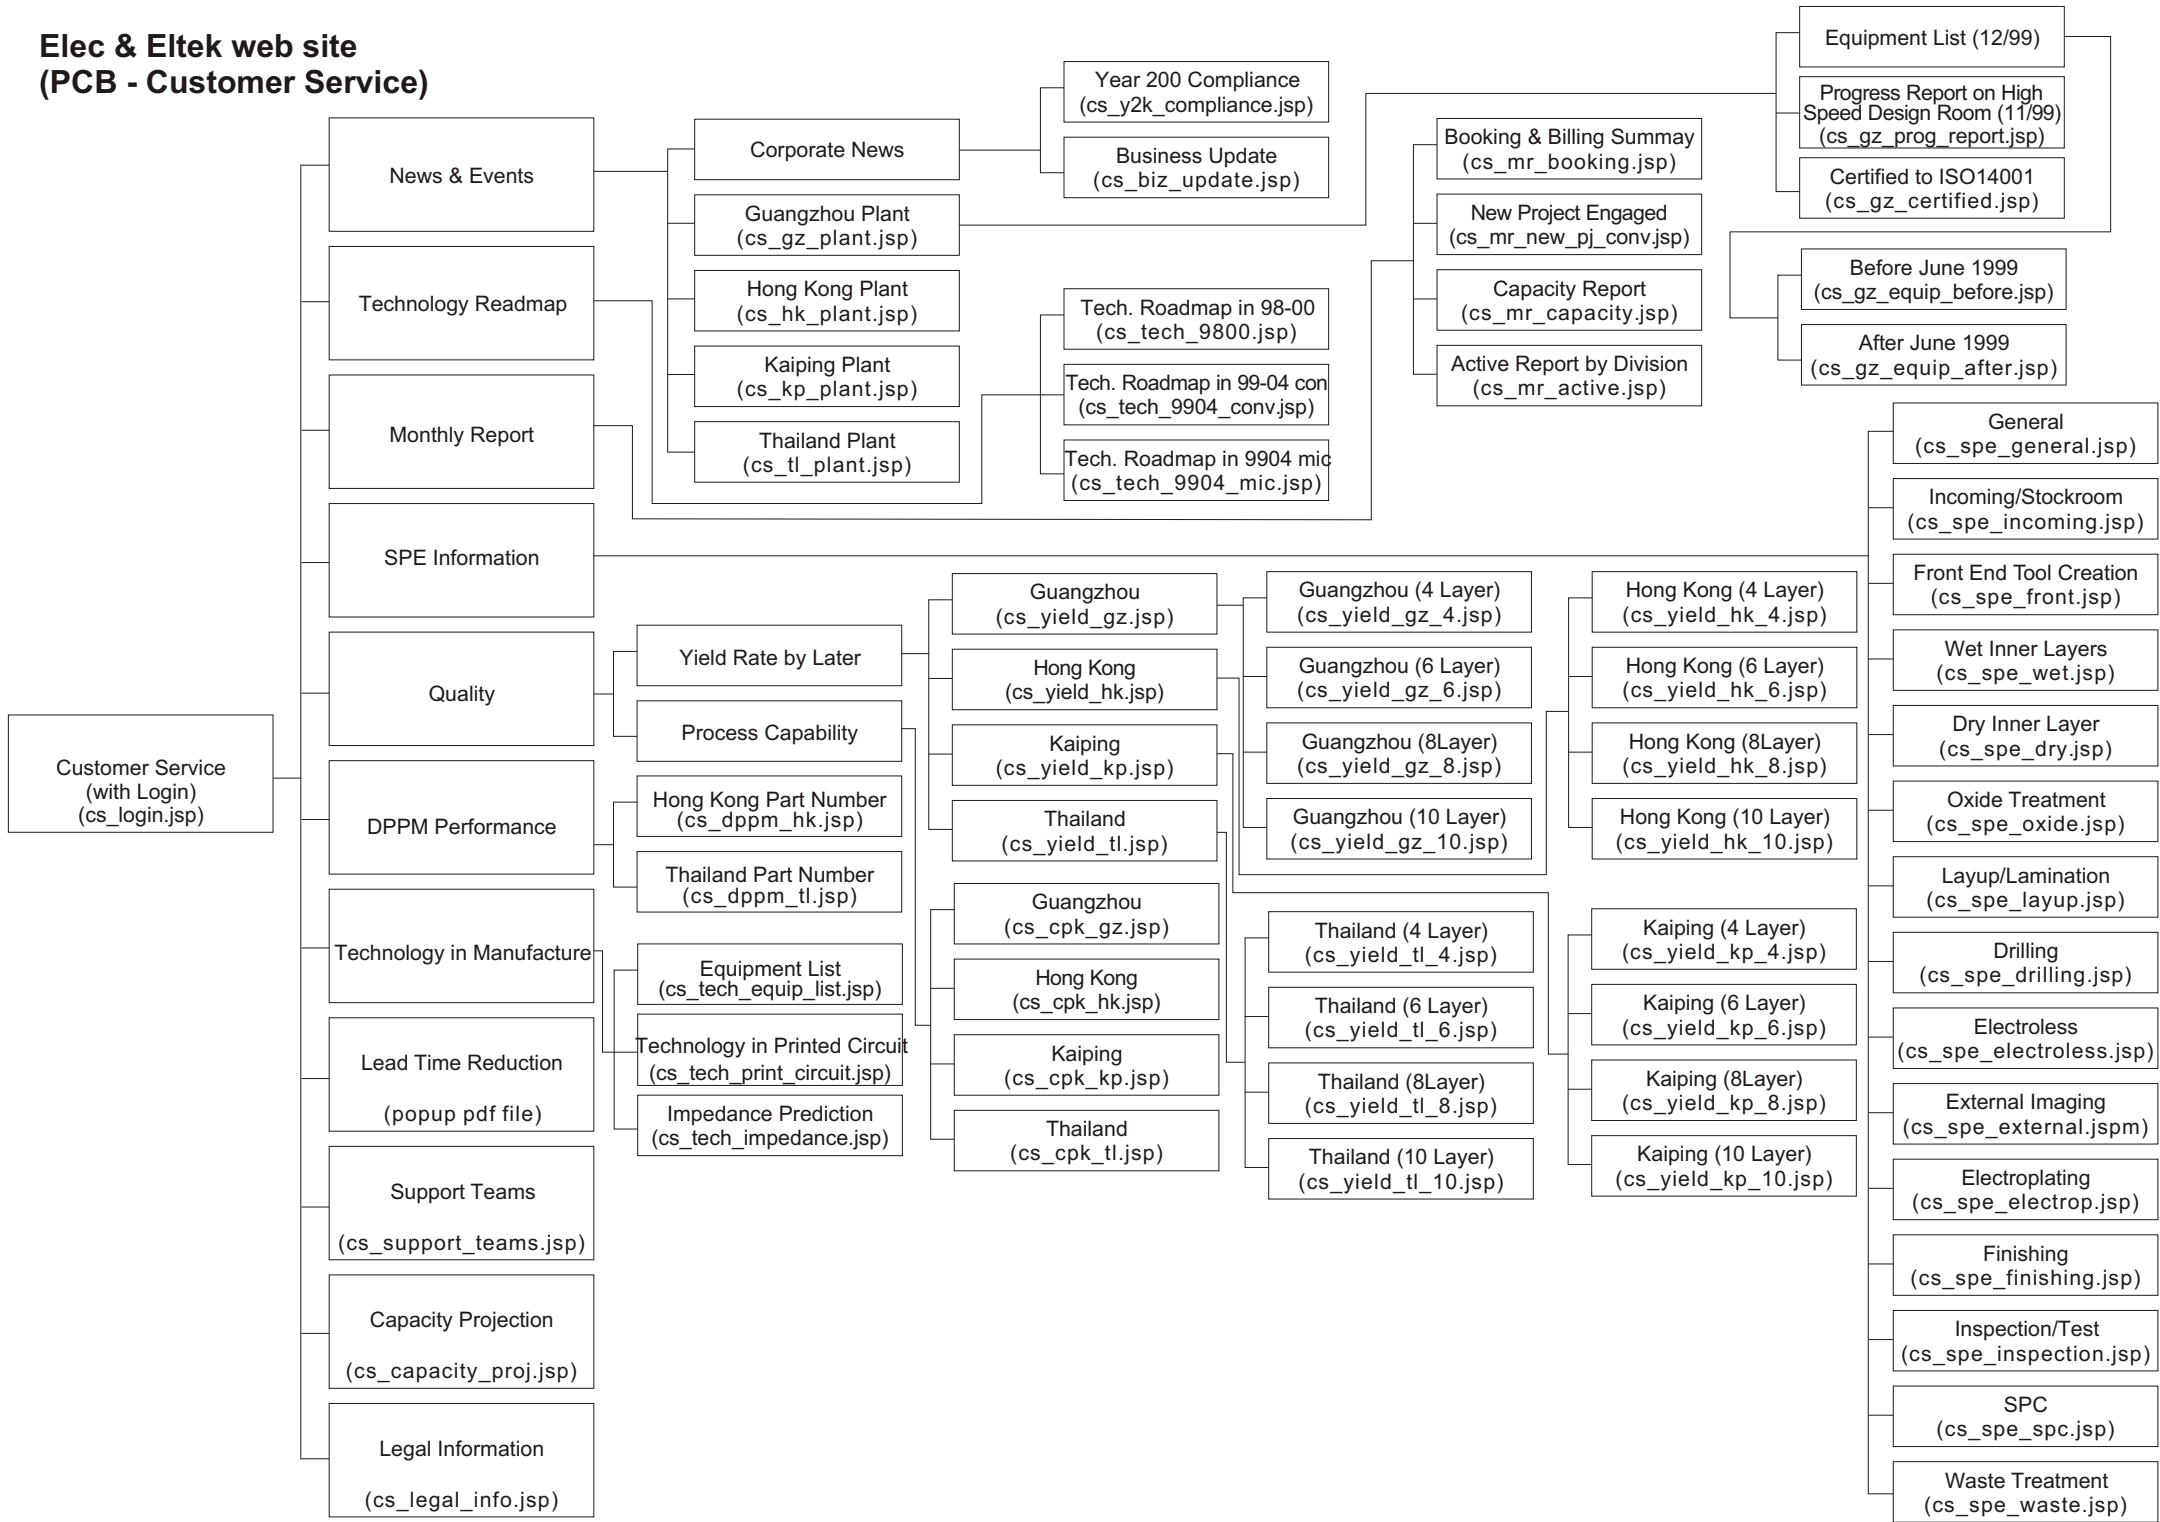 Elec & Eltek web site
(PCB - Customer Service)
Customer Service
(with Login)
(cs_login.jsp)
News & Events
Technology Roadmap
Monthly Report
SPE Information
Quality
DPPM Performance
Technology in Manufacture
Lead Time Reduction
(popup pdf file)
Support Teams
(cs_support_teams.jsp)
Capacity Projection
(cs_capacity_proj.jsp)
Legal Information
(cs_legal_info.jsp)
Corporate News
Guangzhou Plant
(cs_gz_plant.jsp)
Hong Kong Plant
(cs_hk_plant.jsp)
Kaiping Plant
(cs_kp_plant.jsp)
Thailand Plant
(cs_tl_plant.jsp)
Year 200 Compliance
(cs_y2k_compliance.jsp)
Business Update
(cs_biz_update.jsp)
Tech. Roadmap in 98-00
(cs_tech_9800.jsp)
Tech. Roadmap in 99-04 con
(cs_tech_9904_conv.jsp)
Tech. Roadmap in 9904 mic
(cs_tech_9904_mic.jsp)
Booking & Billing Summay
(cs_mr_booking.jsp)
New Project Engaged
(cs_mr_new_pj_conv.jsp)
Capacity Report
(cs_mr_capacity.jsp)
Active Report by Division
(cs_mr_active.jsp)
Equipment List (12/99)
Progress Report on High
Speed Design Room (11/99)
(cs_gz_prog_report.jsp)
Certified to ISO14001
(cs_gz_certified.jsp)
Before June 1999
(cs_gz_equip_before.jsp)
After June 1999
(cs_gz_equip_after.jsp)
Yield Rate by Later
Process Capability
Hong Kong Part Number
(cs_dppm_hk.jsp)
Thailand Part Number
(cs_dppm_tl.jsp)
Equipment List
(cs_tech_equip_list.jsp)
Technology in Printed Circuit
(cs_tech_print_circuit.jsp)
Impedance Prediction
(cs_tech_impedance.jsp)
Guangzhou
(cs_yield_gz.jsp)
Hong Kong
(cs_yield_hk.jsp)
Kaiping
(cs_yield_kp.jsp)
Thailand
(cs_yield_tl.jsp)
Guangzhou
(cs_cpk_gz.jsp)
Hong Kong
(cs_cpk_hk.jsp)
Kaiping
(cs_cpk_kp.jsp)
Thailand
(cs_cpk_tl.jsp)
Guangzhou (4 Layer)
(cs_yield_gz_4.jsp)
Guangzhou (6 Layer)
(cs_yield_gz_6.jsp)
Guangzhou (8Layer)
(cs_yield_gz_8.jsp)
Guangzhou (10 Layer)
(cs_yield_gz_10.jsp)
Thailand (4 Layer)
(cs_yield_tl_4.jsp)
Thailand (6 Layer)
(cs_yield_tl_6.jsp)
Thailand (8Layer)
(cs_yield_tl_8.jsp)
Thailand (10 Layer)
(cs_yield_tl_10.jsp)
Hong Kong (4 Layer)
(cs_yield_hk_4.jsp)
Hong Kong (6 Layer)
(cs_yield_hk_6.jsp)
Hong Kong (8Layer)
(cs_yield_hk_8.jsp)
Hong Kong (10 Layer)
(cs_yield_hk_10.jsp)
Kaiping (4 Layer)
(cs_yield_kp_4.jsp)
Kaiping (6 Layer)
(cs_yield_kp_6.jsp)
Kaiping (8Layer)
(cs_yield_kp_8.jsp)
Kaiping (10 Layer)
(cs_yield_kp_10.jsp)
General
(cs_spe_general.jsp)
Incoming/Stockroom
(cs_spe_incoming.jsp)
Front End Tool Creation
(cs_spe_front.jsp)
Wet Inner Layers
(cs_spe_wet.jsp)
Dry Inner Layer
(cs_spe_dry.jsp)
Oxide Treatment
(cs_spe_oxide.jsp)
Layup/Lamination
(cs_spe_layup.jsp)
Drilling
(cs_spe_drilling.jsp)
Electroless
(cs_spe_electroless.jsp)
External Imaging
(cs_spe_external.jspm)
Electroplating
(cs_spe_electrop.jsp)
Finishing
(cs_spe_finishing.jsp)
Inspection/Test
(cs_spe_inspection.jsp)
SPC
(cs_spe_spc.jsp)
Waste Treatment
(cs_spe_waste.jsp)